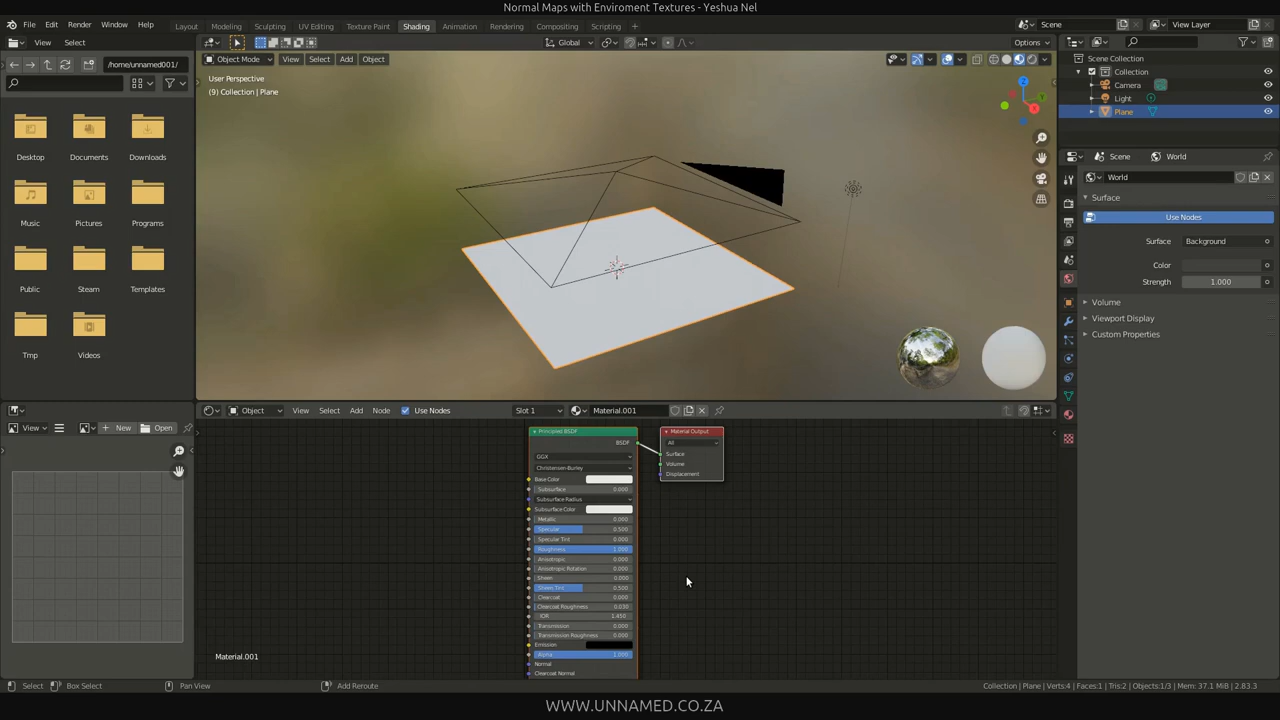 Normal Maps with Enviroment Textures - Yeshua Nel
File Edit Render Window Help Layout Modeling Sculpting UV Editing Texture Paint Shading Animation Rendering Compositing Scripting Scene View Layer
View Select Global Options
/home/unnamed001/ Object Mode View Select Add Object
Scene Collection
User Perspective
(9) Collection | Plane
Collection
Camera
Light
Plane
Desktop Documents Downloads
Music Pictures Programs
Public Steam Templates
Tmp Videos
Scene World
World
Surface
Use Nodes
Surface Background
Color
Strength 1.000
Volume
Viewport Display
Custom Properties
Object View Select Add Node Use Nodes Slot 1 Material.001
View New Open
Principled BSDF
BSDF
GGX
Christensen-Burley
Base Color
Subsurface 0.000
Subsurface Radius
Subsurface Color
Metallic 0.000
Specular 0.500
Specular Tint 0.000
Roughness 1.000
Anisotropic 0.000
Anisotropic Rotation 0.000
Sheen 0.000
Sheen Tint 0.500
Clearcoat 0.000
Clearcoat Roughness 0.030
IOR 1.450
Transmission 0.000
Transmission Roughness 0.000
Emission
Alpha 1.000
Normal
Clearcoat Normal
Material Output
All
Surface
Volume
Displacement
Material.001
Select Box Select Pan View Add Reroute Collection | Plane | Verts:4 | Faces:1 | Tris:2 | Objects:1/3 | Mem: 37.1 MiB | 2.83.3
WWW.UNNAMED.CO.ZA